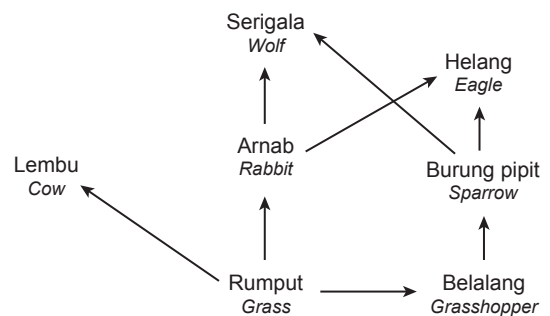 Serigala
Wolf
Helang
Eagle
Arnab
Rabbit
Lembu
Cow
Burung pipit
Sparrow
Rumput
Grass
Belalang
Grasshopper